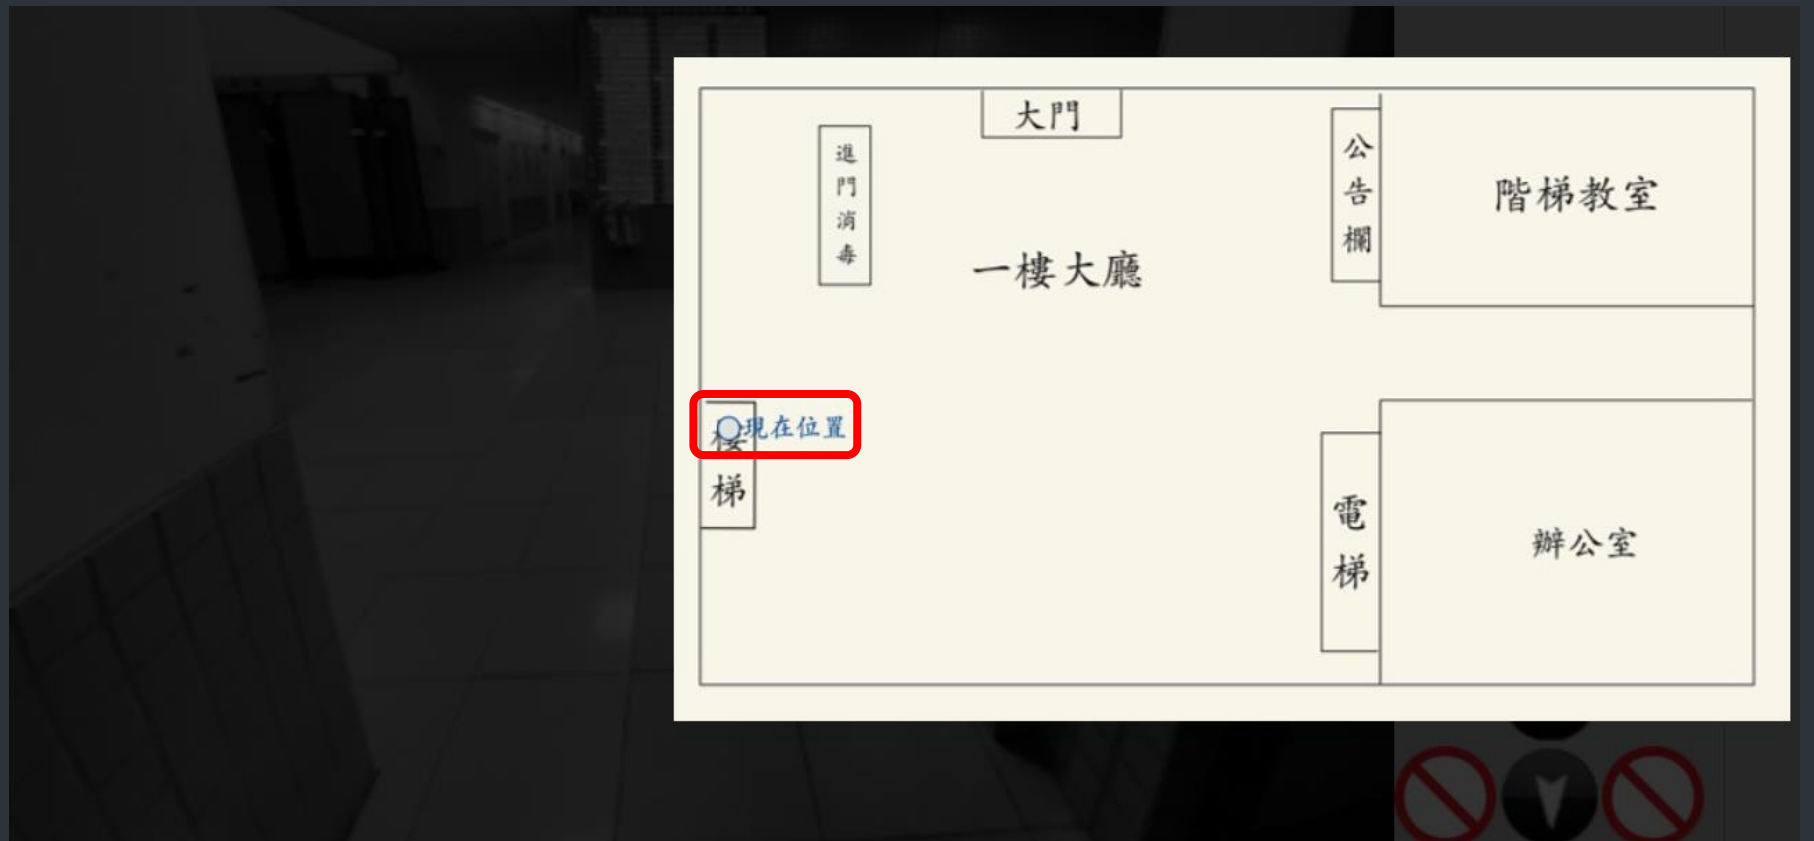 大門
進門消毒
公告欄
階梯教室
一樓大廳
現在位置
樓梯
電梯
辦公室